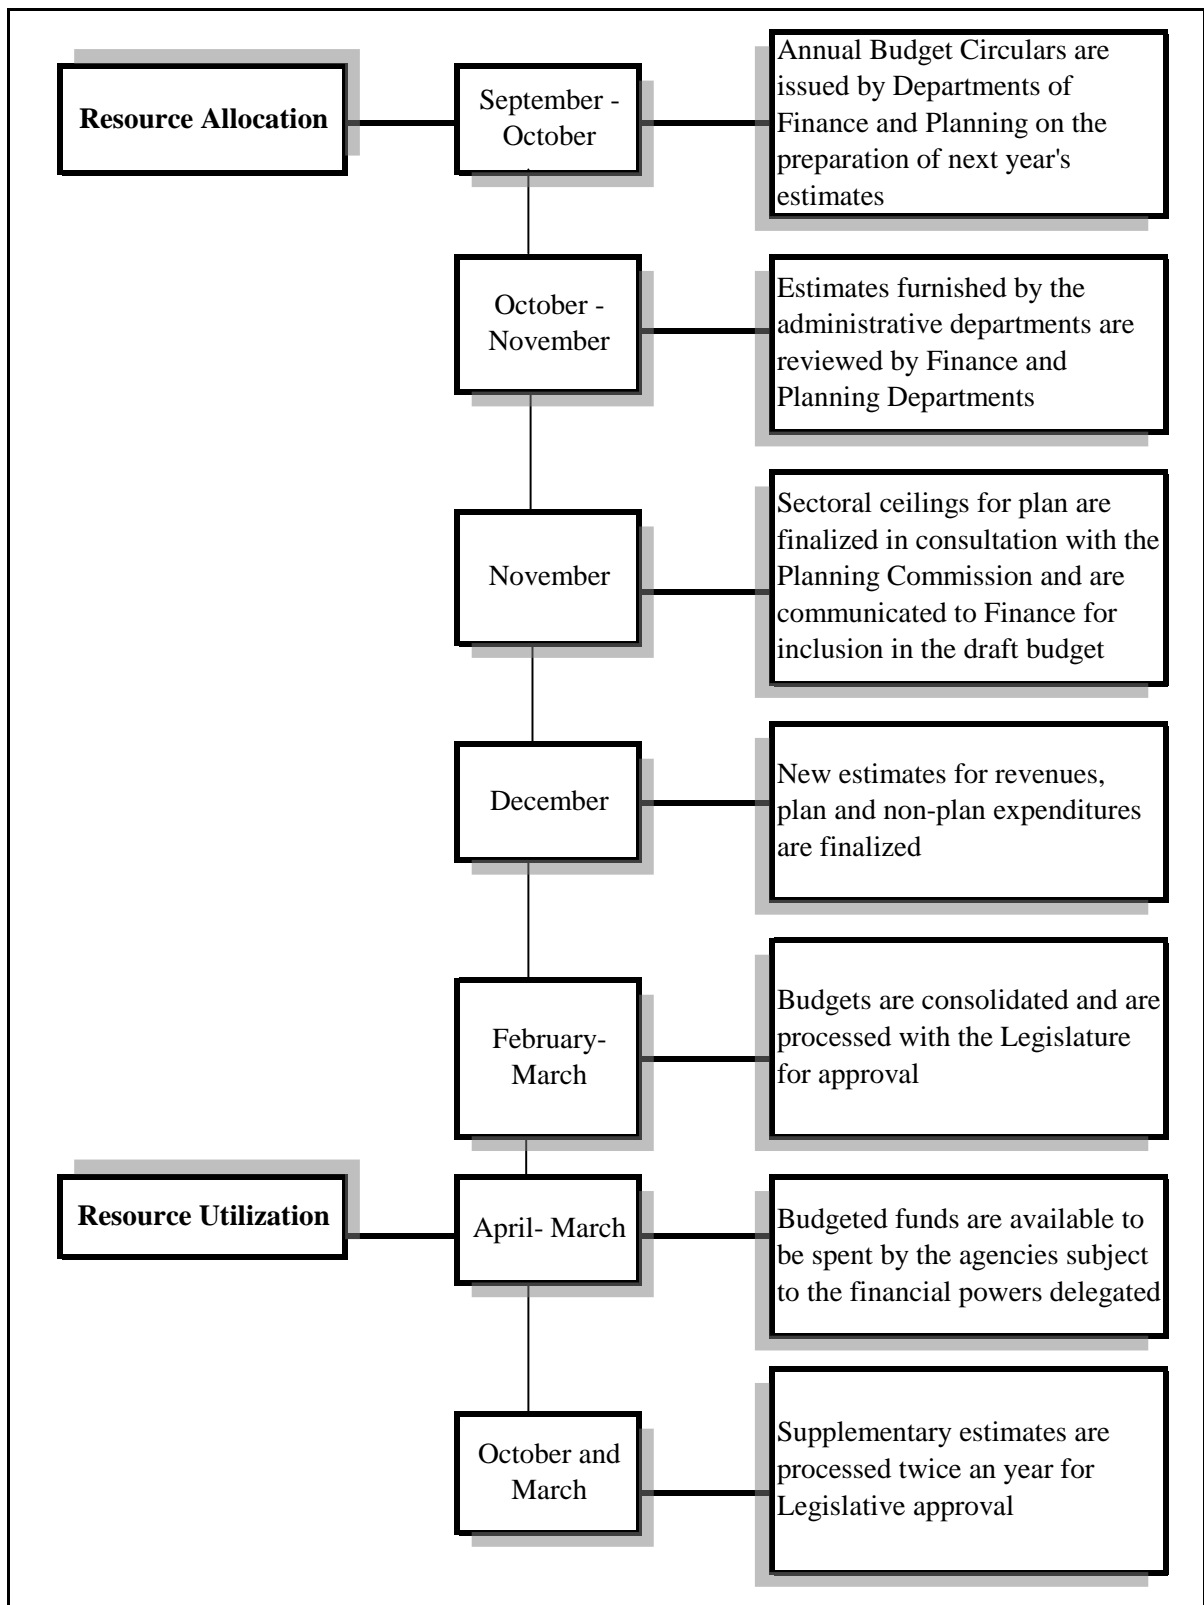 Resource Allocation
September -
October
Annual Budget Circulars are
issued by Departments of
Finance and Planning on the
preparation of next year's
estimates
October -
November
Estimates furnished by the
administrative departments are
reviewed by Finance and
Planning Departments
November
Sectoral ceilings for plan are
finalized in consultation with the
Planning Commission and are
communicated to Finance for
inclusion in the draft budget
December
New estimates for revenues,
plan and non-plan expenditures
are finalized
February-
March
Budgets are consolidated and are
processed with the Legislature
for approval
Resource Utilization
April- March
Budgeted funds are available to
be spent by the agencies subject
to the financial powers delegated
October and
March
Supplementary estimates are
processed twice an year for
Legislative approval